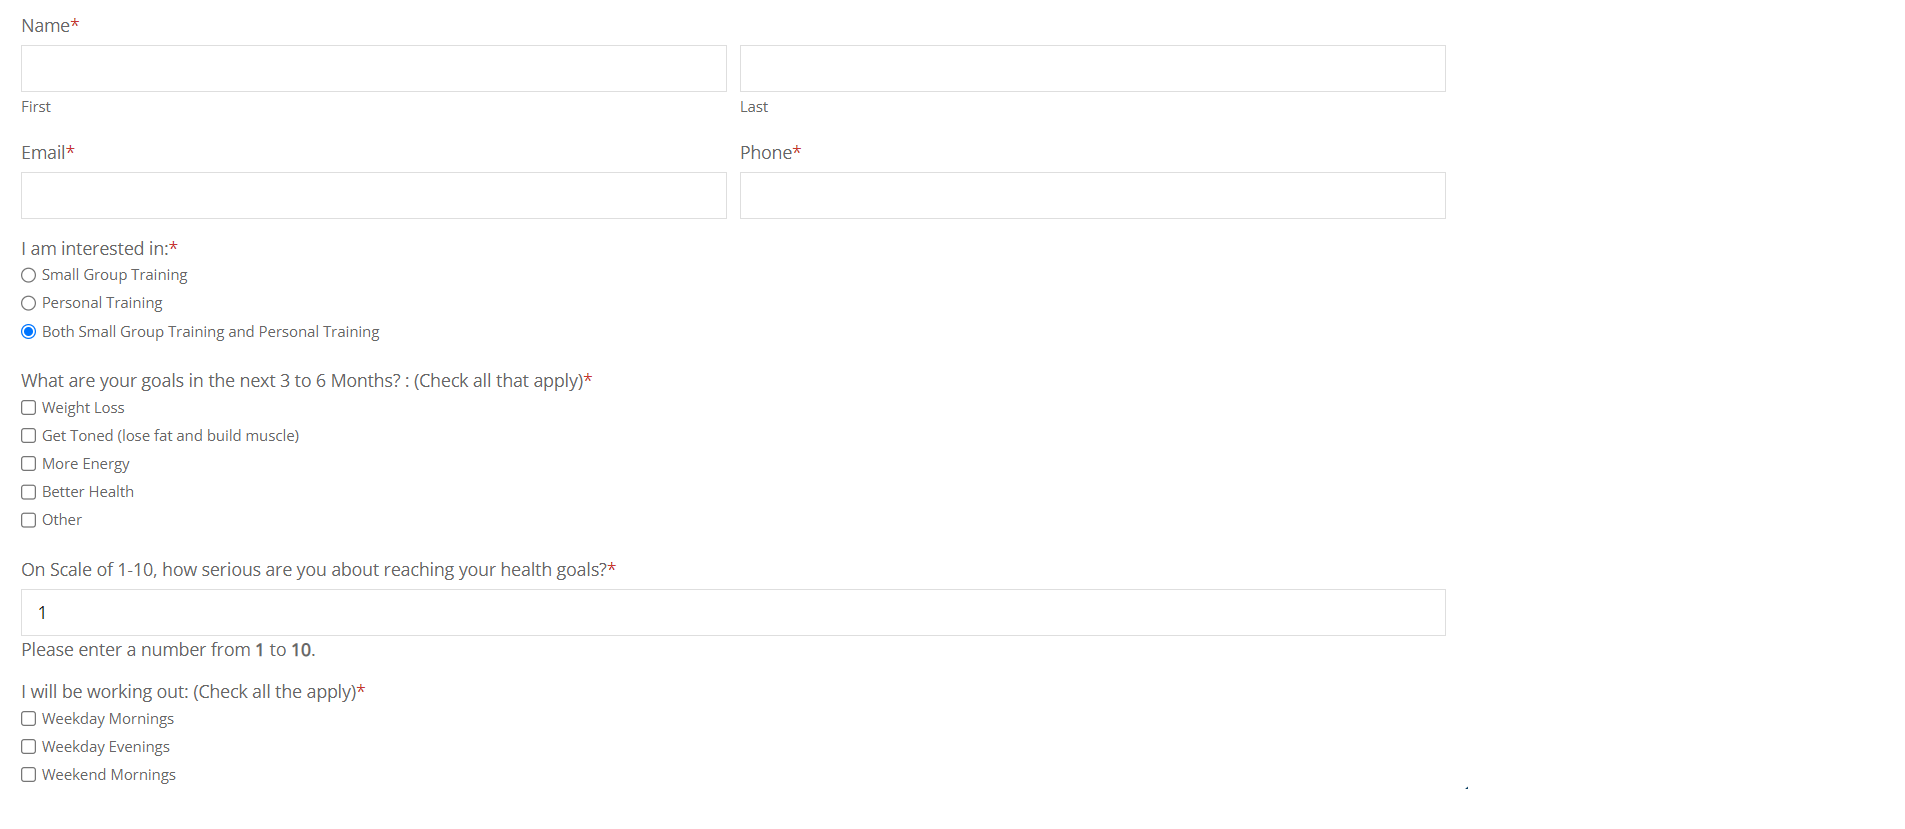 Name*
First Last
Email* Phone*
I am interested in:*
Small Group Training
Personal Training
Both Small Group Training and Personal Training
What are your goals in the next 3 to 6 Months? : (Check all that apply)*
Weight Loss
Get Toned (lose fat and build muscle)
More Energy
Better Health
Other
On Scale of 1-10, how serious are you about reaching your health goals?*
1
Please enter a number from 1 to 10.
I will be working out: (Check all the apply)*
Weekday Mornings
Weekday Evenings
Weekend Mornings